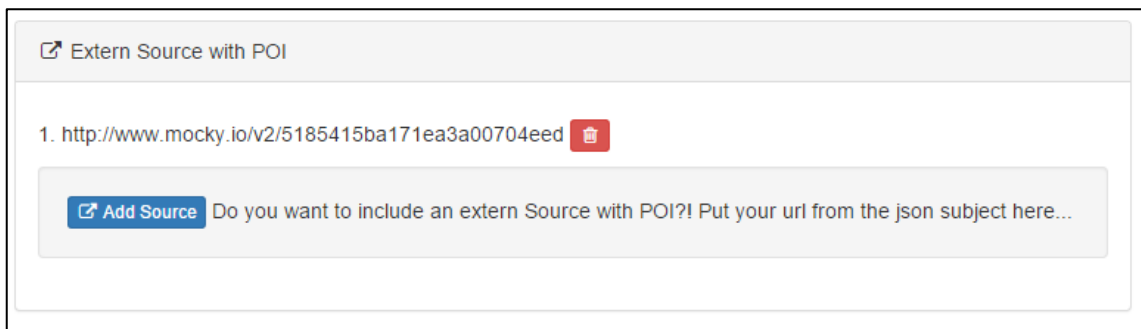 Extern Source with POI
1. http://www.mocky.io/v2/5185415ba171ea3a00704eed
Add Source Do you want to include an extern Source with POI?! Put your url from the json subject here...